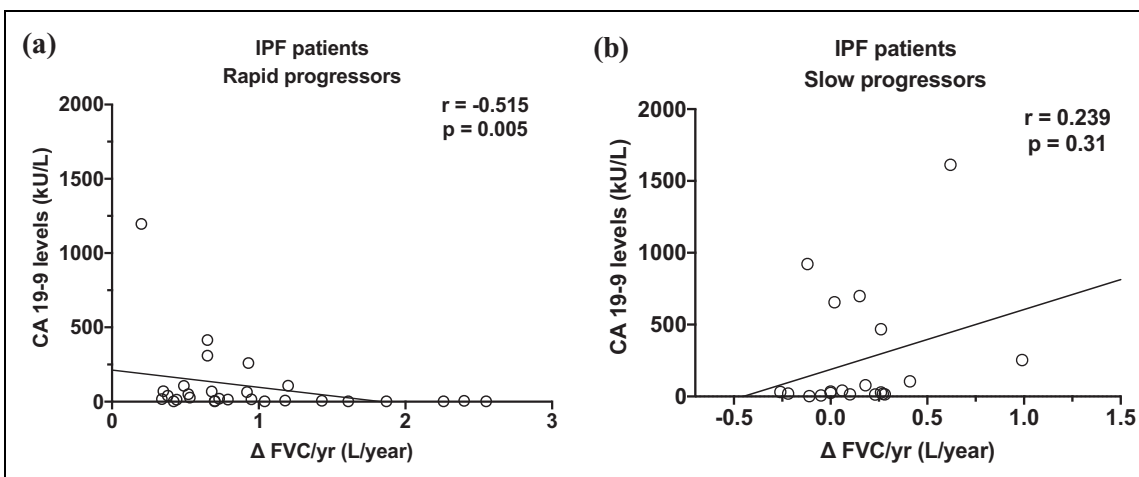 (a)
IPF patients
Rapid progressors
r = -0.515
p = 0.005
2000
1500
1000
500
0
CA 19-9 levels (kU/L)
0
1
2
3
Δ FVC/yr (L/year)
(b)
IPF patients
Slow progressors
r = 0.239
p = 0.31
2000
1500
1000
500
0
CA 19-9 levels (kU/L)
-0.5
0.0
0.5
1.0
1.5
Δ FVC/yr (L/year)